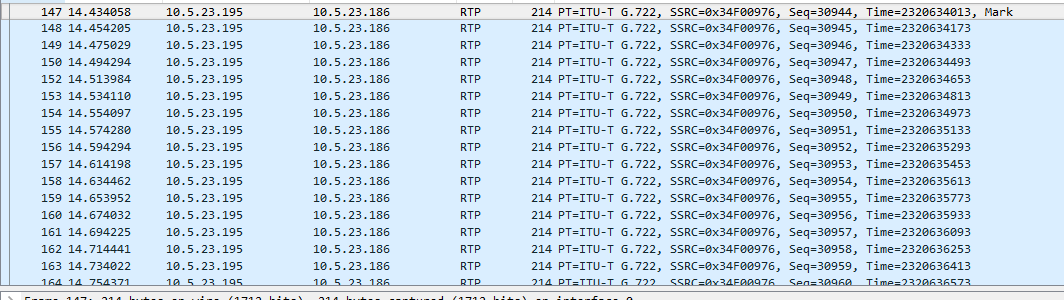 147 14.434058 10.5.23.195 10.5.23.186 RTP 214 PT=ITU-T G.722, SSRC=0x34F00976, Seq=30944, Time=2320634013, Mark
148 14.454205 10.5.23.195 10.5.23.186 RTP 214 PT=ITU-T G.722, SSRC=0x34F00976, Seq=30945, Time=2320634173
149 14.475029 10.5.23.195 10.5.23.186 RTP 214 PT=ITU-T G.722, SSRC=0x34F00976, Seq=30946, Time=2320634333
150 14.494294 10.5.23.195 10.5.23.186 RTP 214 PT=ITU-T G.722, SSRC=0x34F00976, Seq=30947, Time=2320634493
152 14.513984 10.5.23.195 10.5.23.186 RTP 214 PT=ITU-T G.722, SSRC=0x34F00976, Seq=30948, Time=2320634653
153 14.534110 10.5.23.195 10.5.23.186 RTP 214 PT=ITU-T G.722, SSRC=0x34F00976, Seq=30949, Time=2320634813
154 14.554097 10.5.23.195 10.5.23.186 RTP 214 PT=ITU-T G.722, SSRC=0x34F00976, Seq=30950, Time=2320634973
155 14.574280 10.5.23.195 10.5.23.186 RTP 214 PT=ITU-T G.722, SSRC=0x34F00976, Seq=30951, Time=2320635133
156 14.594294 10.5.23.195 10.5.23.186 RTP 214 PT=ITU-T G.722, SSRC=0x34F00976, Seq=30952, Time=2320635293
157 14.614198 10.5.23.195 10.5.23.186 RTP 214 PT=ITU-T G.722, SSRC=0x34F00976, Seq=30953, Time=2320635453
158 14.634462 10.5.23.195 10.5.23.186 RTP 214 PT=ITU-T G.722, SSRC=0x34F00976, Seq=30954, Time=2320635613
159 14.653952 10.5.23.195 10.5.23.186 RTP 214 PT=ITU-T G.722, SSRC=0x34F00976, Seq=30955, Time=2320635773
160 14.674032 10.5.23.195 10.5.23.186 RTP 214 PT=ITU-T G.722, SSRC=0x34F00976, Seq=30956, Time=2320635933
161 14.694225 10.5.23.195 10.5.23.186 RTP 214 PT=ITU-T G.722, SSRC=0x34F00976, Seq=30957, Time=2320636093
162 14.714441 10.5.23.195 10.5.23.186 RTP 214 PT=ITU-T G.722, SSRC=0x34F00976, Seq=30958, Time=2320636253
163 14.734022 10.5.23.195 10.5.23.186 RTP 214 PT=ITU-T G.722, SSRC=0x34F00976, Seq=30959, Time=2320636413
164 14.754371 10.5.23.195 10.5.23.186 RTP 214 PT=ITU-T G.722, SSRC=0x34F00976, Seq=30960, Time=2320636573
Frame 147: 214 bytes on wire (1712 bits), 214 bytes captured (1712 bits) on interface 0